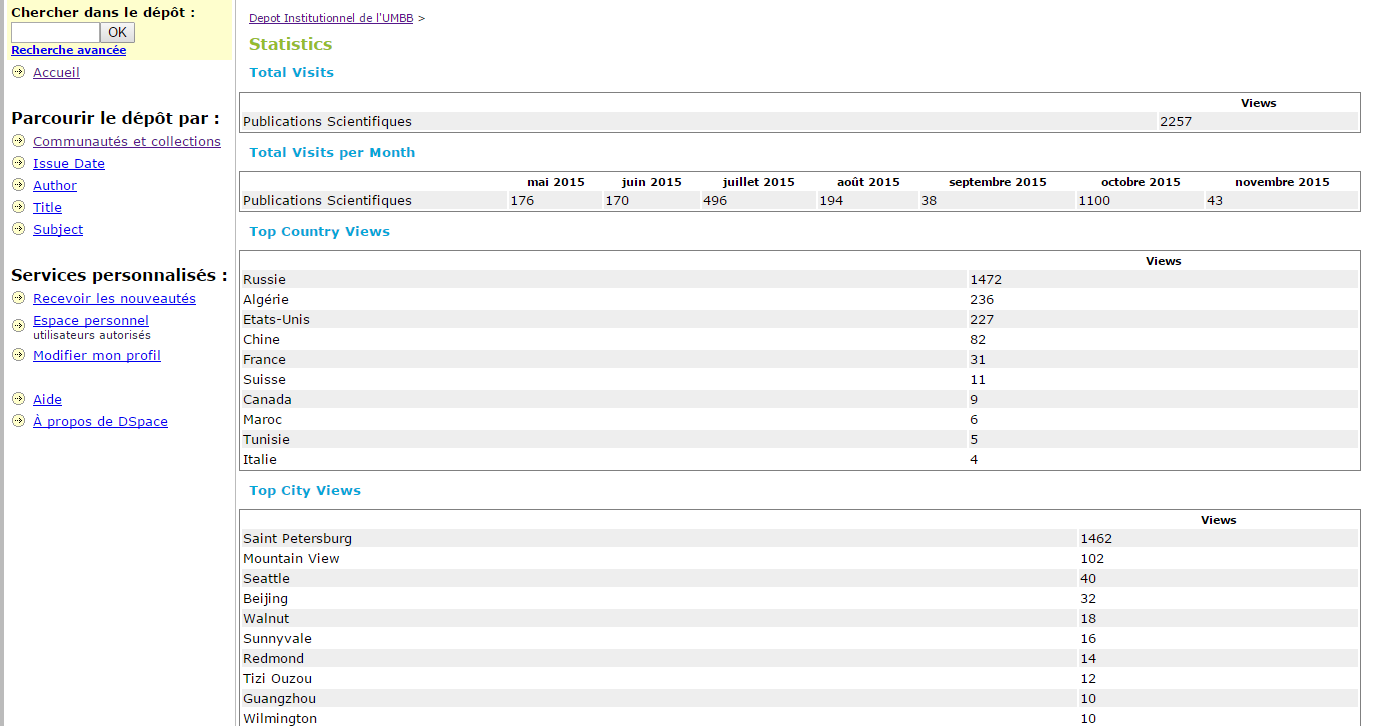 Chercher dans le dépôt :
OK
Recherche avancée
Accueil
Parcourir le dépôt par :
Communautés et collections
Issue Date
Author
Title
Subject
Services personnalisés :
Recevoir les nouveautés
Espace personnel
utilisateurs autorisés
Modifier mon profil
Aide
À propos de DSpace
Depot Institutionnel de l'UMBB >
Statistics
Total Visits
Views
Publications Scientifiques 2257
Total Visits per Month
mai 2015 juin 2015 juillet 2015 août 2015 septembre 2015 octobre 2015 novembre 2015
Publications Scientifiques 176 170 496 194 38 1100 43
Top Country Views
Views
Russie 1472
Algérie 236
Etats-Unis 227
Chine 82
France 31
Suisse 11
Canada 9
Maroc 6
Tunisie 5
Italie 4
Top City Views
Views
Saint Petersburg 1462
Mountain View 102
Seattle 40
Beijing 32
Walnut 18
Sunnyvale 16
Redmond 14
Tizi Ouzou 12
Guangzhou 10
Wilmington 10